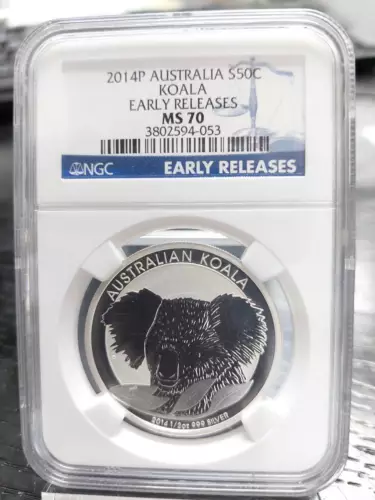 2014P AUSTRALIA S50C
KOALA
EARLY RELEASES
MS 70
3802594-053
NGC
EARLY RELEASES
AUSTRALIAN KOALA
2014 1/2oz 999 SILVER